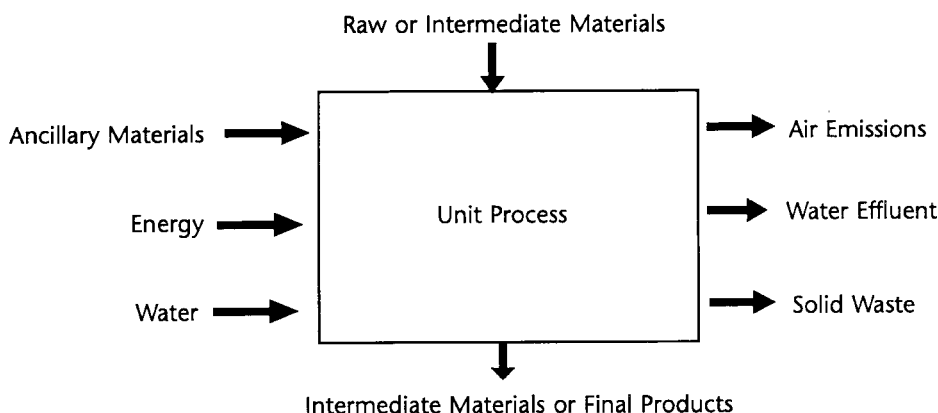 Raw or Intermediate Materials
Ancillary Materials
Air Emissions
Energy
Unit Process
Water Effluent
Water
Solid Waste
Intermediate Materials or Final Products